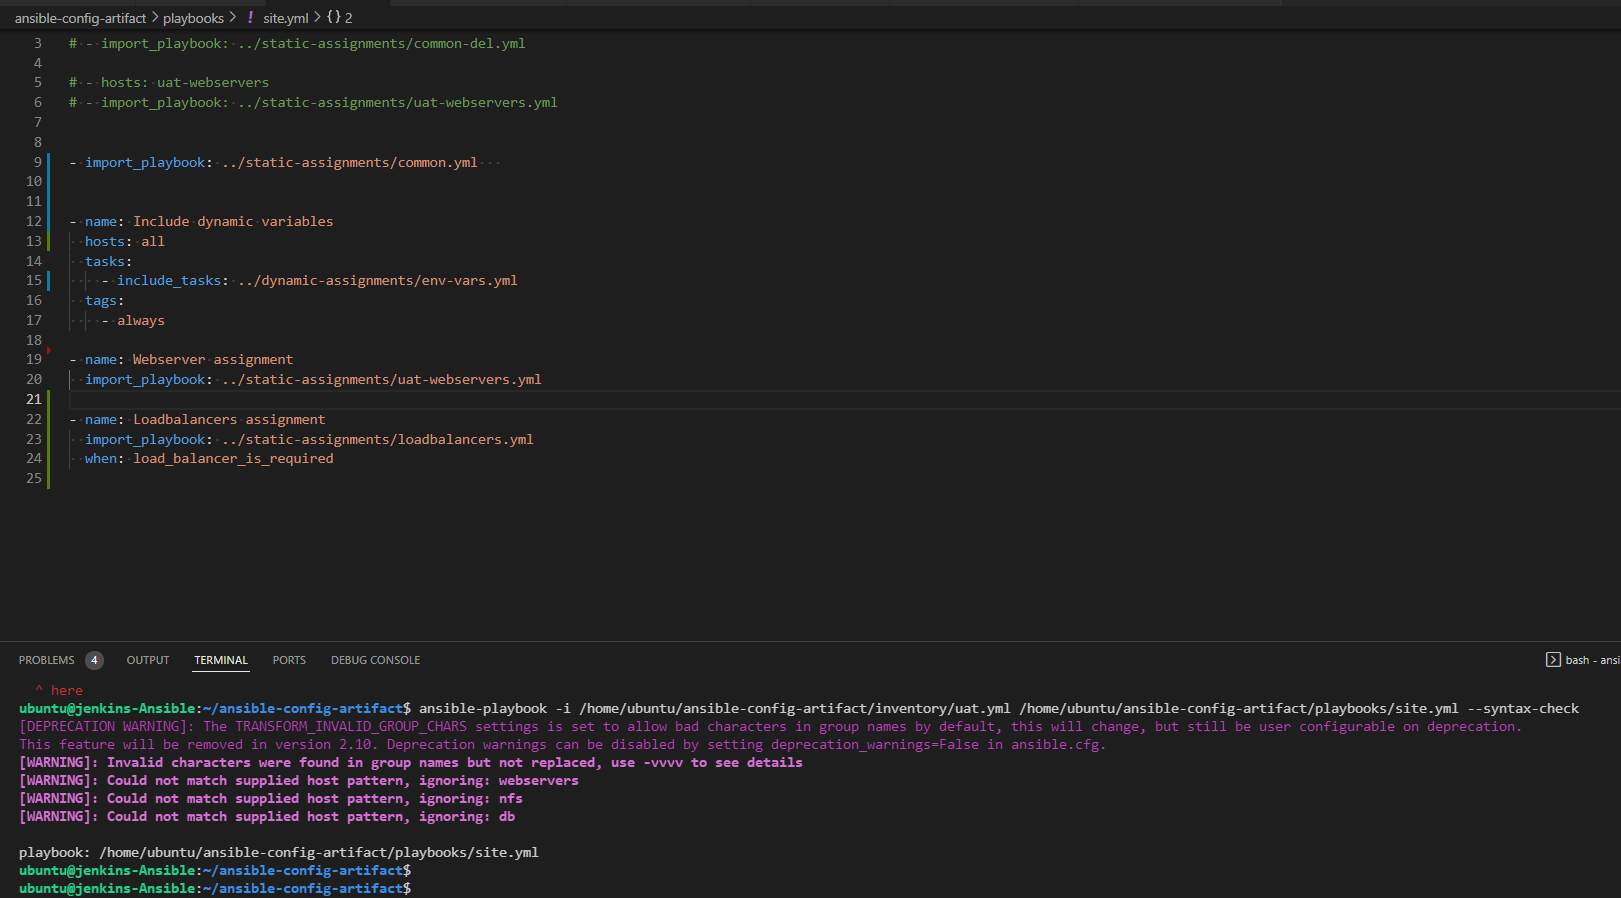 ansible-config-artifact > playbooks > ! site.yml > {} 2
3 # - import_playbook: ../static-assignments/common-del.yml
4
5 # - hosts: uat-webservers
6 # - import_playbook: ../static-assignments/uat-webservers.yml
7
8
9 - import_playbook: ../static-assignments/common.yml
10
11
12 - name: Include dynamic variables
13 hosts: all
14 tasks:
15 - include_tasks: ../dynamic-assignments/env-vars.yml
16 tags:
17 - always
18
19 - name: Webserver assignment
20 import_playbook: ../static-assignments/uat-webservers.yml
21
22 - name: Loadbalancers assignment
23 import_playbook: ../static-assignments/loadbalancers.yml
24 when: load_balancer_is_required
25
PROBLEMS 4 OUTPUT TERMINAL PORTS DEBUG CONSOLE bash - ansi
^ here
ubuntu@jenkins-Ansible:~/ansible-config-artifact$ ansible-playbook -i /home/ubuntu/ansible-config-artifact/inventory/uat.yml /home/ubuntu/ansible-config-artifact/playbooks/site.yml --syntax-check
[DEPRECATION WARNING]: The TRANSFORM_INVALID_GROUP_CHARS settings is set to allow bad characters in group names by default, this will change, but still be user configurable on deprecation.
This feature will be removed in version 2.10. Deprecation warnings can be disabled by setting deprecation_warnings=False in ansible.cfg.
[WARNING]: Invalid characters were found in group names but not replaced, use -vvvv to see details
[WARNING]: Could not match supplied host pattern, ignoring: webservers
[WARNING]: Could not match supplied host pattern, ignoring: nfs
[WARNING]: Could not match supplied host pattern, ignoring: db
playbook: /home/ubuntu/ansible-config-artifact/playbooks/site.yml
ubuntu@jenkins-Ansible:~/ansible-config-artifact$
ubuntu@jenkins-Ansible:~/ansible-config-artifact$